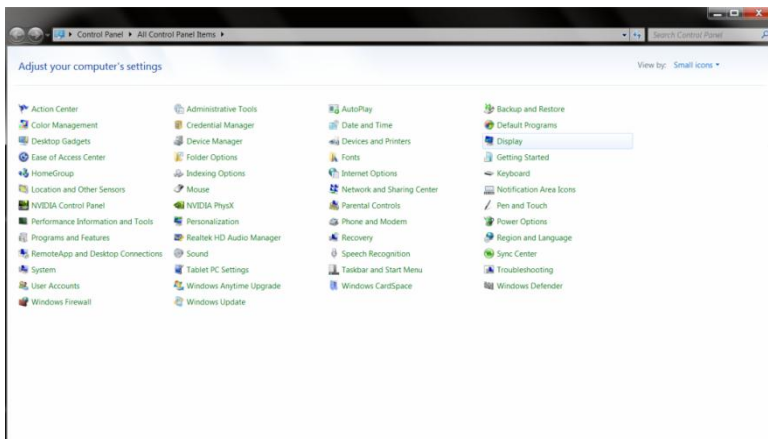 Control Panel All Control Panel Items
Search Control Panel
Adjust your computer's settings
View by: Small icons
Action Center Administrative Tools AutoPlay Backup and Restore
Color Management Credential Manager Date and Time Default Programs
Desktop Gadgets Device Manager Devices and Printers Display
Ease of Access Center Folder Options Fonts Getting Started
HomeGroup Indexing Options Internet Options Keyboard
Location and Other Sensors Mouse Network and Sharing Center Notification Area Icons
NVIDIA Control Panel NVIDIA PhysX Parental Controls Pen and Touch
Performance Information and Tools Personalization Phone and Modem Power Options
Programs and Features Realtek HD Audio Manager Recovery Region and Language
RemoteApp and Desktop Connections Sound Speech Recognition Sync Center
System Tablet PC Settings Taskbar and Start Menu Troubleshooting
User Accounts Windows Anytime Upgrade Windows CardSpace Windows Defender
Windows Firewall Windows Update